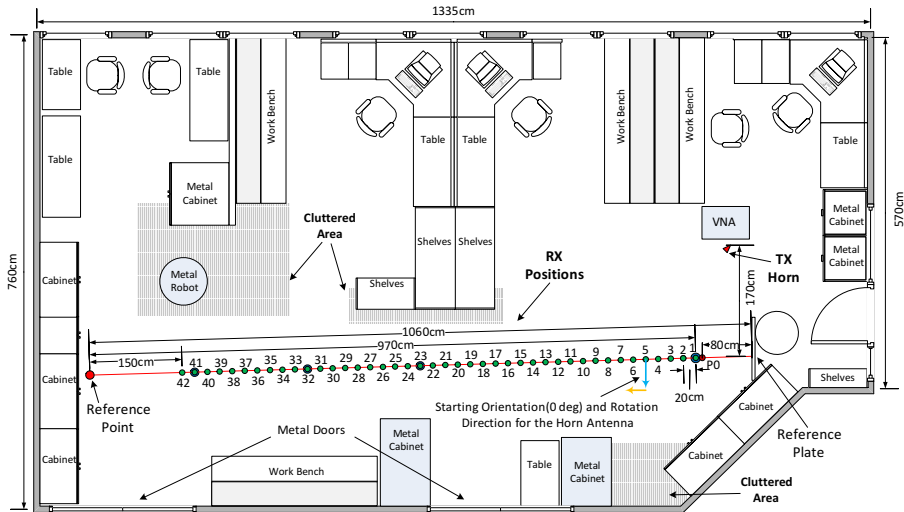 1335cm
Table
Table
Work Bench
Work Bench
Work Bench
Table
Table
Table
Table
Metal
Cabinet
Metal
Cabinet
Metal
Cabinet
VNA
570cm
760cm
Cluttered
Area
Shelves
Shelves
RX
Positions
TX
Horn
Cabinet
Metal
Robot
Shelves
170cm
1060cm
970cm
150cm
80cm
41 39 37 35 33 31 29 27 25 23 21 19 17 15 13 11 9 7 5 3 2 1
42 40 38 36 34 32 30 28 26 24 22 20 18 16 14 12 10 8 6 4 P0
20cm
Cabinet
Shelves
Reference
Point
Starting Orientation(0 deg) and Rotation
Direction for the Horn Antenna
Cabinet
Reference
Plate
Metal Doors
Metal
Cabinet
Cabinet
Cabinet
Work Bench
Table
Metal
Cabinet
Cluttered
Area